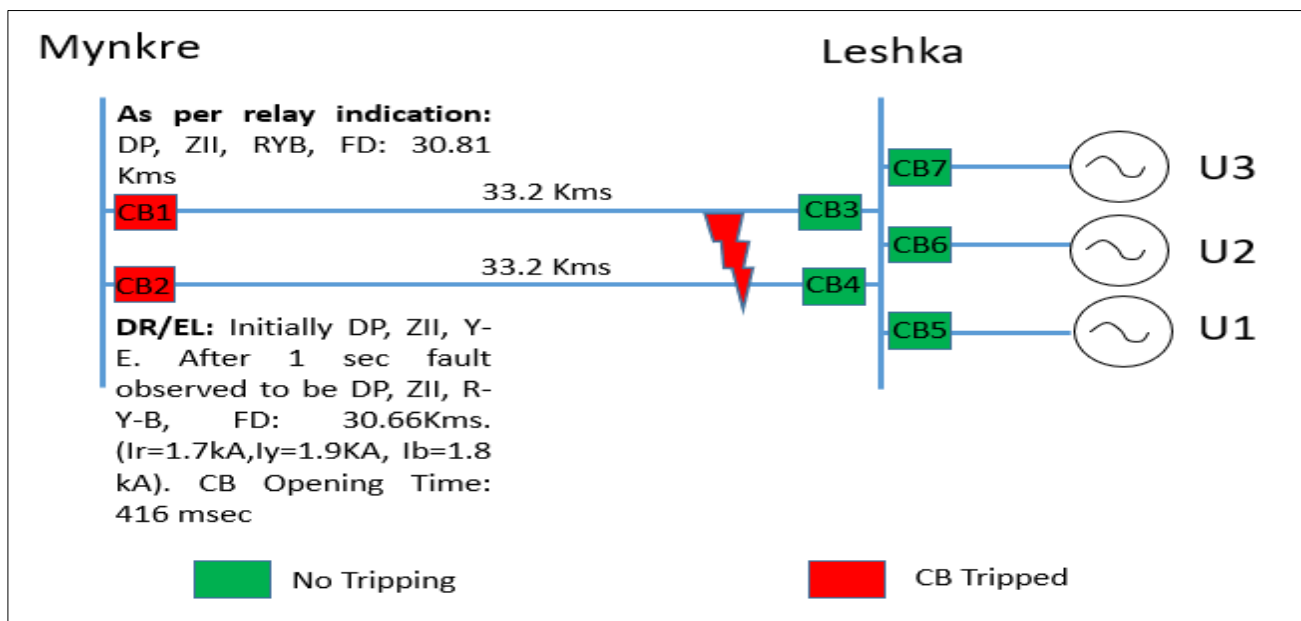 Mynkre
Leshka
As per relay indication:
DP, ZII, RYB, FD: 30.81
Kms
33.2 Kms
CB1
CB3
CB7
U3
33.2 Kms
CB2
CB4
CB6
U2
CB5
U1
DR/EL: Initially DP, ZII, Y-
E. After 1 sec fault
observed to be DP, ZII, R-
Y-B, FD: 30.66Kms.
(Ir=1.7kA,Iy=1.9KA, Ib=1.8
kA). CB Opening Time:
416 msec
No Tripping
CB Tripped